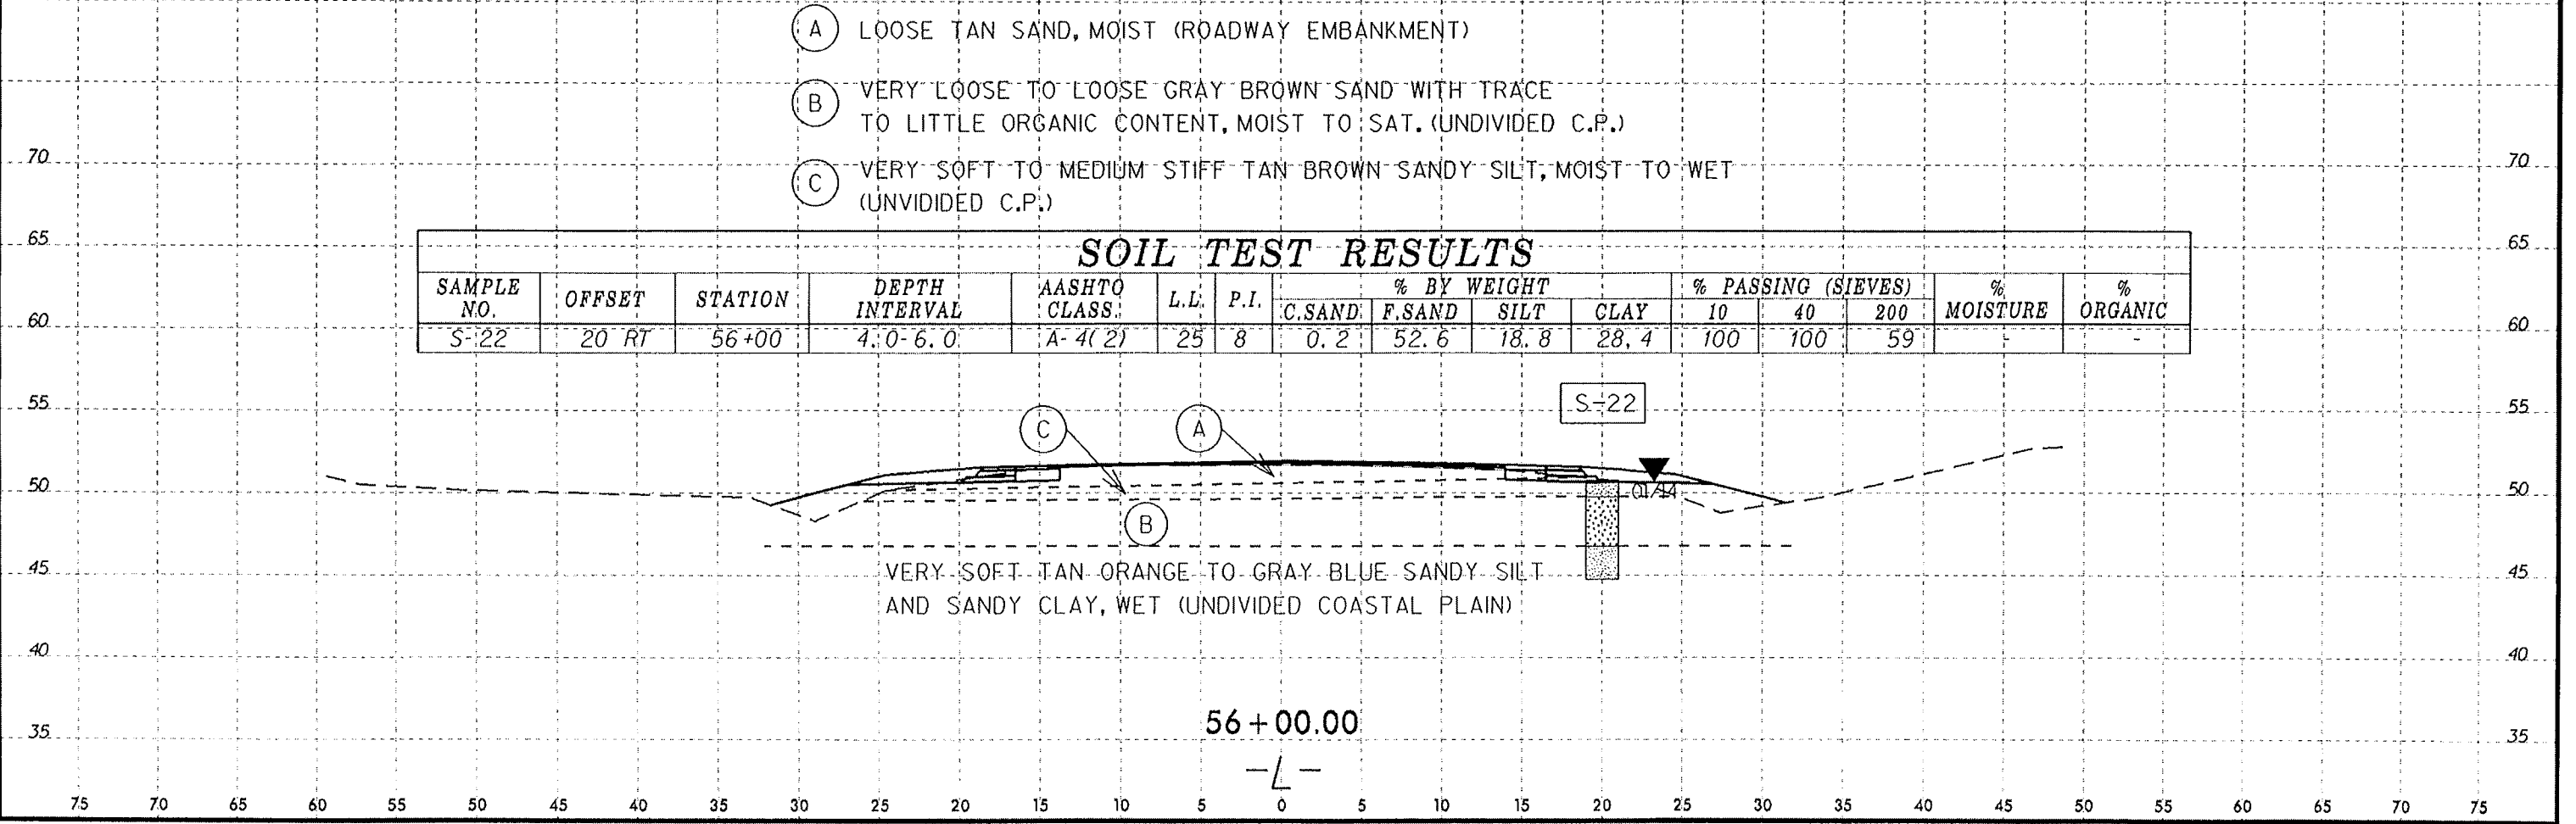 A LOOSE TAN SAND, MOIST (ROADWAY EMBANKMENT)
B VERY LOOSE TO LOOSE GRAY BROWN SAND WITH TRACE
TO LITTLE ORGANIC CONTENT, MOIST TO SAT. (UNDIVIDED C.P.)
C VERY SOFT TO MEDIUM STIFF TAN BROWN SANDY SILT, MOIST TO WET
(UNVIDIDED C.P.)
70 70
65 65
SOIL TEST RESULTS
SAMPLE NO. OFFSET STATION DEPTH INTERVAL AASHTO CLASS. L.L. P.I. % BY WEIGHT % PASSING (SIEVES) % MOISTURE % ORGANIC
C.SAND F.SAND SILT CLAY 10 40 200
60 60
S-22 20 RT 56+00 4.0-6.0 A-4(2) 25 8 0.2 52.6 18.8 28.4 100 100 59 - -
55 S-22 55
C A
50 50
B
45 45
VERY SOFT TAN ORANGE TO GRAY BLUE SANDY SILT
AND SANDY CLAY, WET (UNDIVIDED COASTAL PLAIN)
40 40
56+00.00
35 35
-L-
75 70 65 60 55 50 45 40 35 30 25 20 15 10 5 0 5 10 15 20 25 30 35 40 45 50 55 60 65 70 75